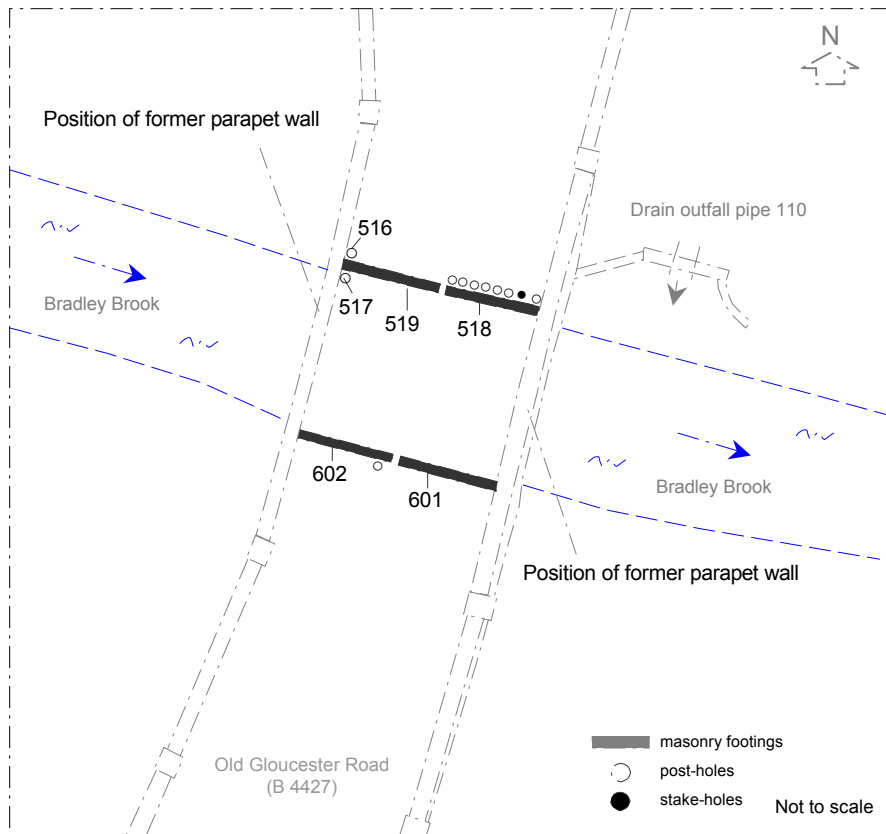 N
Position of former parapet wall
Drain outfall pipe 110
516
517
519
518
Bradley Brook
602
601
Bradley Brook
Position of former parapet wall
Old Gloucester Road
(B 4427)
masonry footings
post-holes
stake-holes
Not to scale